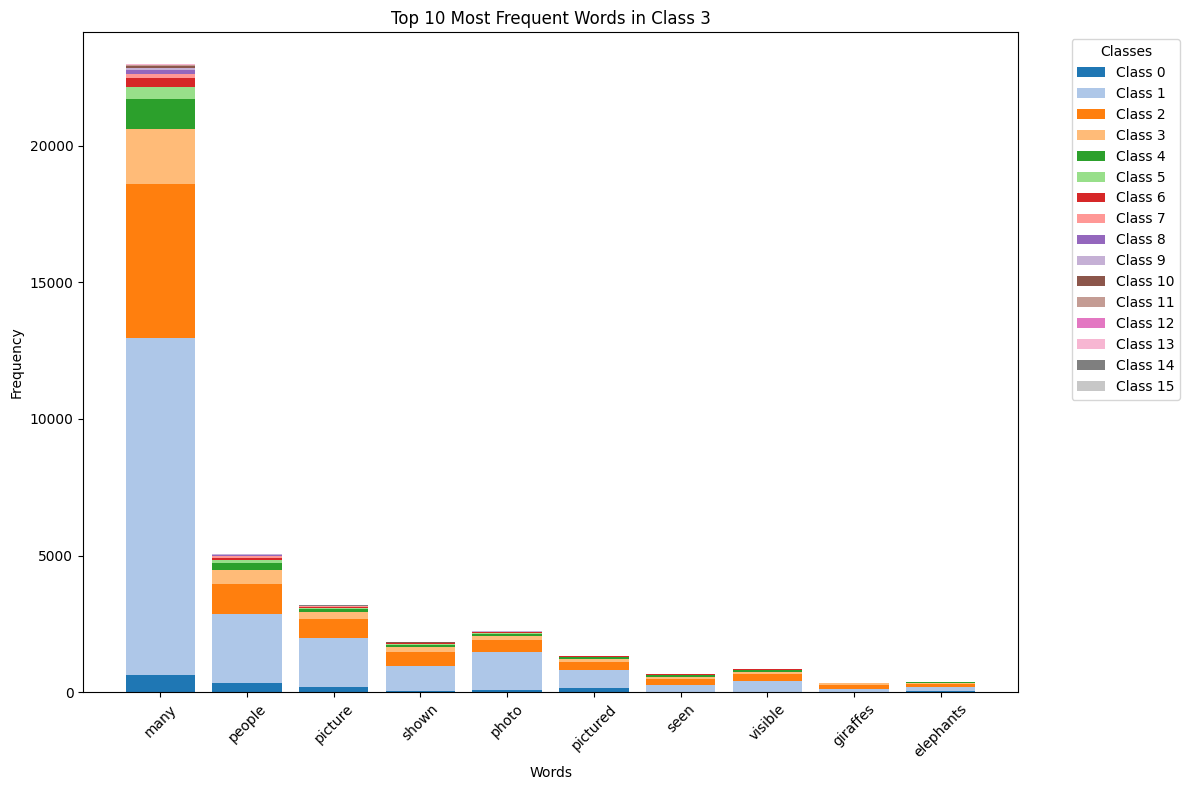 Top 10 Most Frequent Words in Class 3
Frequency
20000
15000
10000
5000
0
many
people
picture
shown
photo
pictured
seen
visible
giraffes
elephants
Words
Classes
Class 0
Class 1
Class 2
Class 3
Class 4
Class 5
Class 6
Class 7
Class 8
Class 9
Class 10
Class 11
Class 12
Class 13
Class 14
Class 15